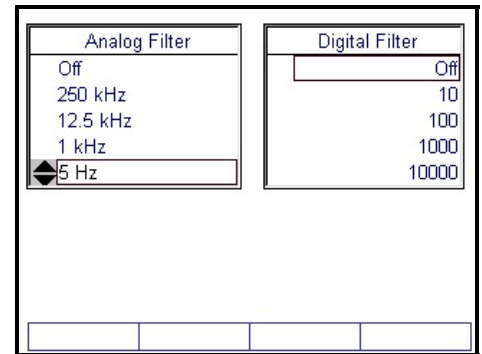 Analog Filter
Off
250 kHz
12.5 kHz
1 kHz
5 Hz
Digital Filter
Off
10
100
1000
10000